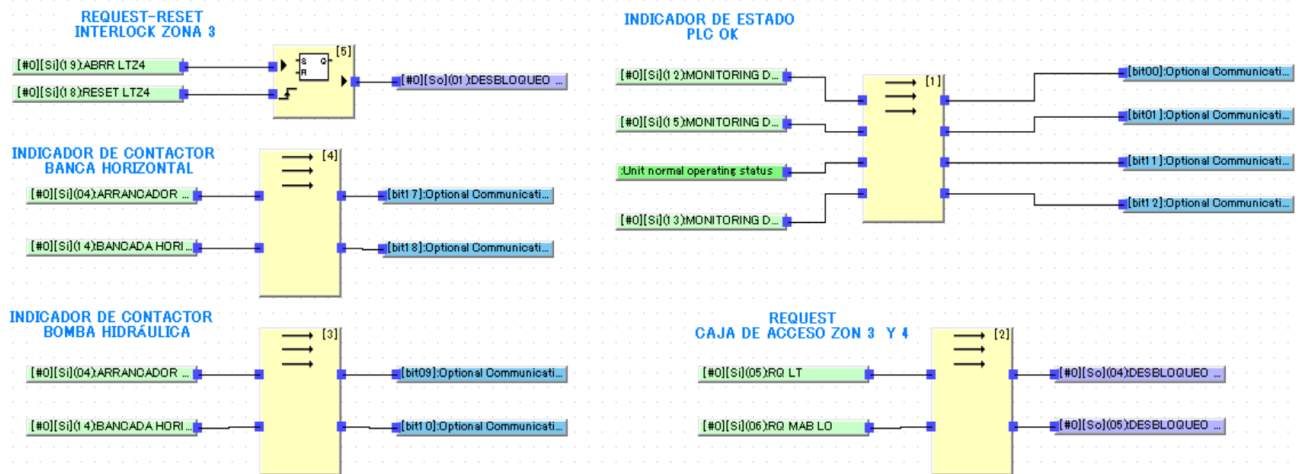 REQUEST-RESET
INTERLOCK ZONA 3
[#0][Si](19):ABRR LTZ4
[#0][Si](18):RESET LTZ4
[5]
S Q
R
[#0][So](01):DESBLOQUEO ...
INDICADOR DE CONTACTOR
BANCA HORIZONTAL
[#0][Si](04):ARRANCADOR ...
[#0][Si](14):BANCADA HORI...
[4]
[bit17]:Optional Communicati...
[bit18]:Optional Communicati...
INDICADOR DE CONTACTOR
BOMBA HIDRÁULICA
[#0][Si](04):ARRANCADOR ...
[#0][Si](14):BANCADA HORI...
[3]
[bit09]:Optional Communicati...
[bit10]:Optional Communicati...
INDICADOR DE ESTADO
PLC OK
[#0][Si](12):MONITORING D...
[#0][Si](15):MONITORING D...
:Unit normal operating status
[#0][Si](13):MONITORING D...
[1]
[bit00]:Optional Communicati...
[bit01]:Optional Communicati...
[bit11]:Optional Communicati...
[bit12]:Optional Communicati...
REQUEST
CAJA DE ACCESO ZON 3 Y 4
[#0][Si](05):RQ LT
[#0][Si](06):RQ MAB LO
[2]
[#0][So](04):DESBLOQUEO ...
[#0][So](05):DESBLOQUEO ...